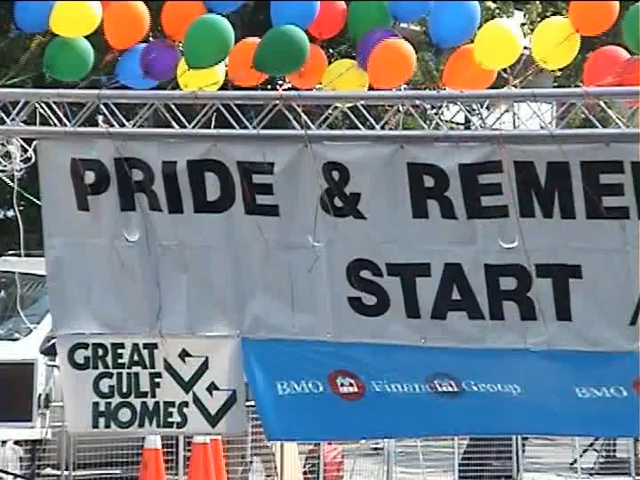 PRIDE & REME
START
GREAT
GULF
HOMES
BMO Financial Group
BMO